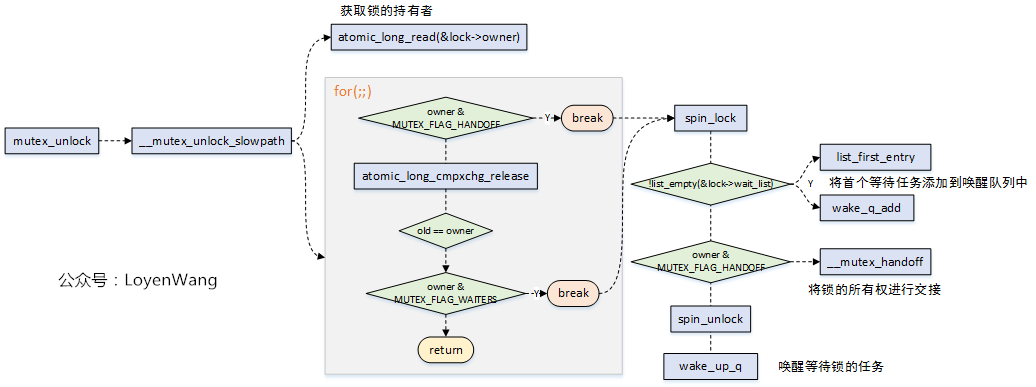 获取锁的持有者
atomic_long_read(&lock->owner)
for(;;)
owner &
MUTEX_FLAG_HANDOFF
Y
break
spin_lock
mutex_unlock
__mutex_unlock_slowpath
atomic_long_cmpxchg_release
!list_empty(&lock->wait_list)
Y
list_first_entry
将首个等待任务添加到唤醒队列中
wake_q_add
old == owner
owner &
MUTEX_FLAG_HANDOFF
__mutex_handoff
将锁的所有权进行交接
公众号：LoyenWang
owner &
MUTEX_FLAG_WAITERS
Y
break
spin_unlock
return
wake_up_q
唤醒等待锁的任务